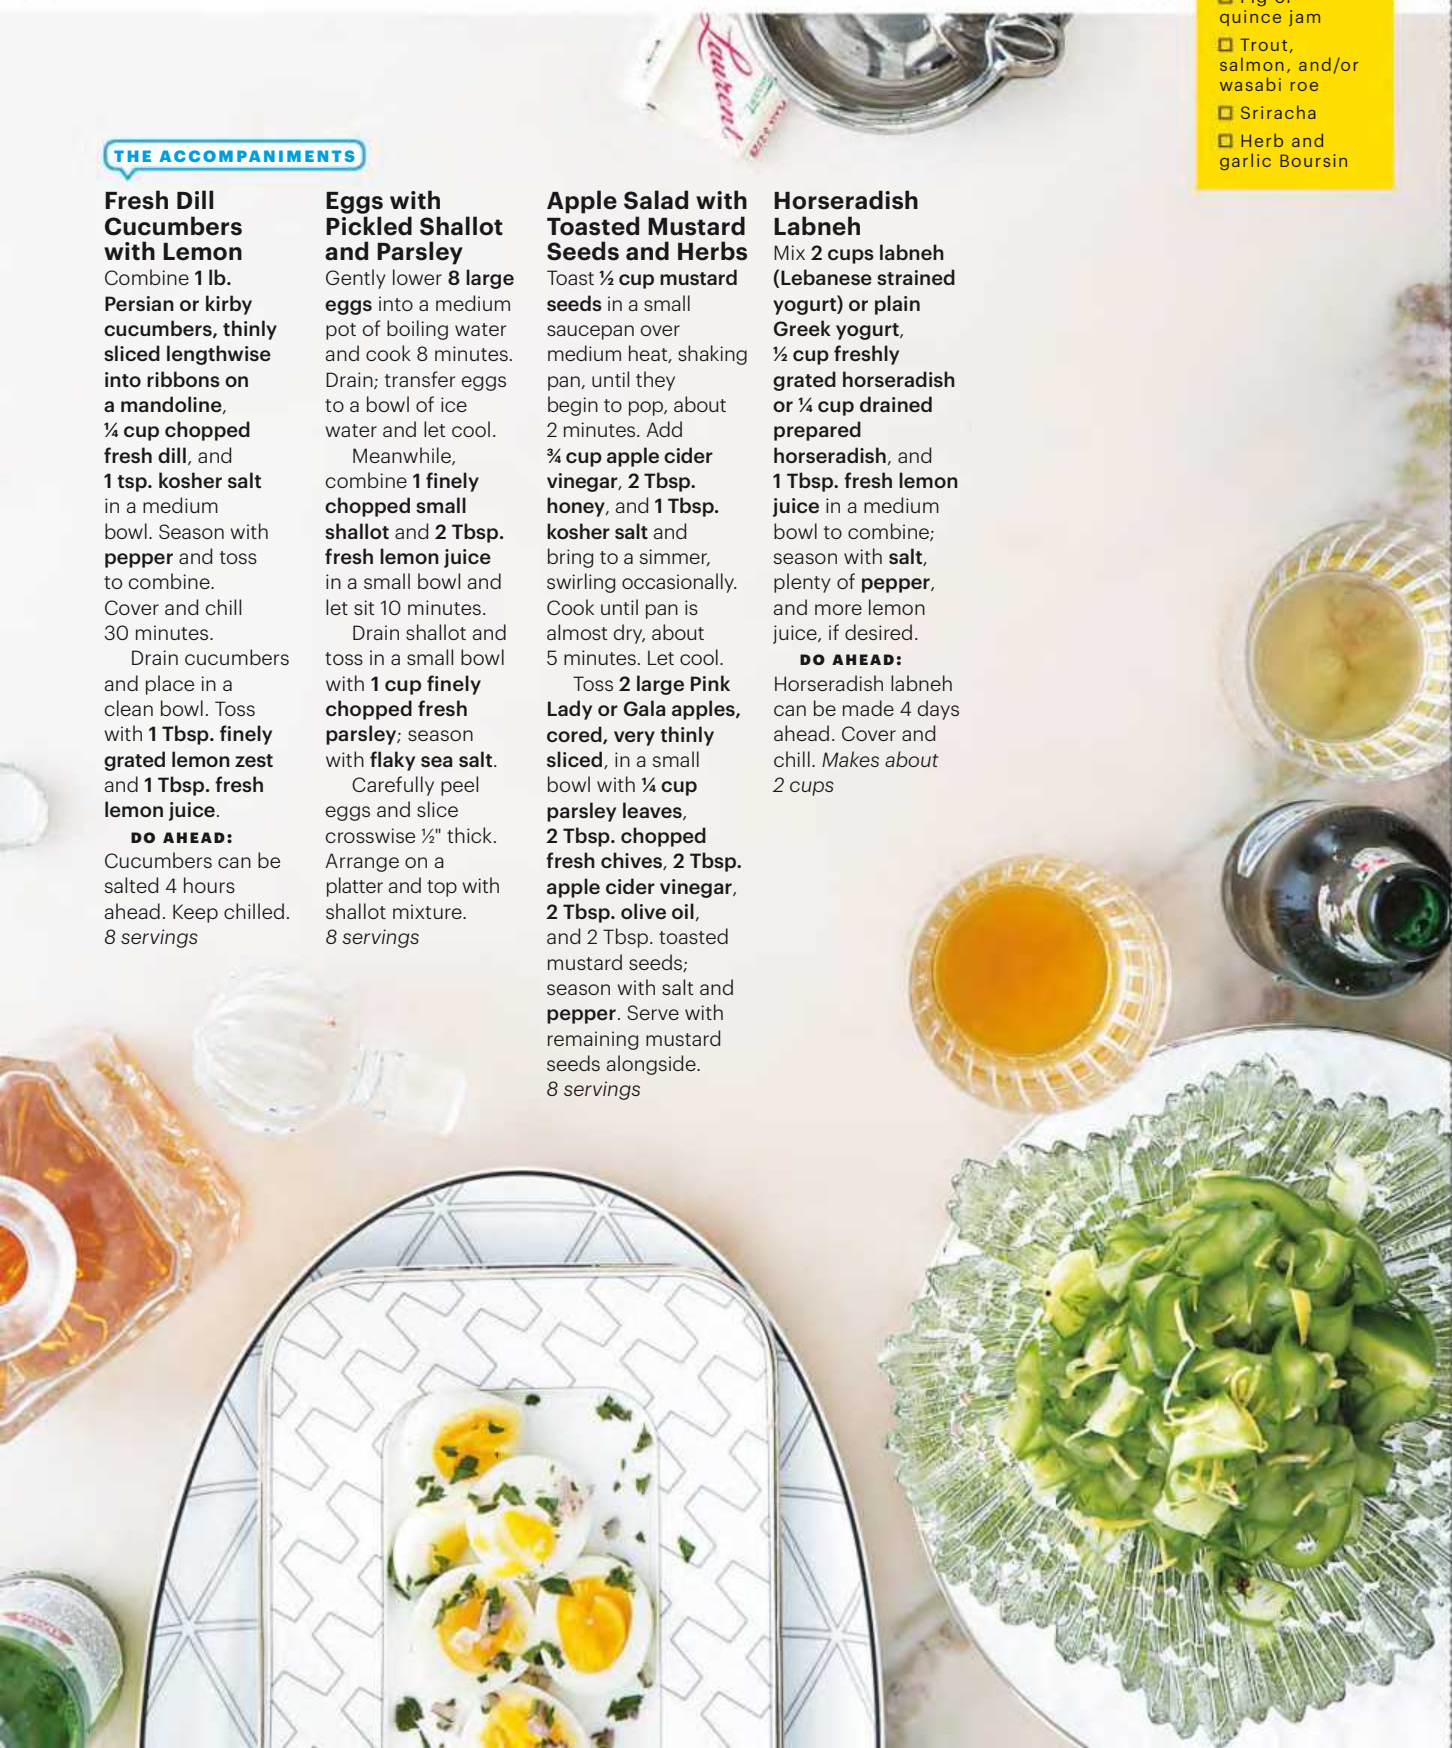 quince jam
Trout,
salmon, and/or
wasabi roe
Sriracha
Herb and
garlic Boursin
Laurent
THE ACCOMPANIMENTS
Fresh Dill
Cucumbers
with Lemon
Combine 1 lb.
Persian or kirby
cucumbers, thinly
sliced lengthwise
into ribbons on
a mandoline,
¼ cup chopped
fresh dill, and
1 tsp. kosher salt
in a medium
bowl. Season with
pepper and toss
to combine.
Cover and chill
30 minutes.
Drain cucumbers
and place in a
clean bowl. Toss
with 1 Tbsp. finely
grated lemon zest
and 1 Tbsp. fresh
lemon juice.
DO AHEAD:
Cucumbers can be
salted 4 hours
ahead. Keep chilled.
8 servings
Eggs with
Pickled Shallot
and Parsley
Gently lower 8 large
eggs into a medium
pot of boiling water
and cook 8 minutes.
Drain; transfer eggs
to a bowl of ice
water and let cool.
Meanwhile,
combine 1 finely
chopped small
shallot and 2 Tbsp.
fresh lemon juice
in a small bowl and
let sit 10 minutes.
Drain shallot and
toss in a small bowl
with 1 cup finely
chopped fresh
parsley; season
with flaky sea salt.
Carefully peel
eggs and slice
crosswise ½" thick.
Arrange on a
platter and top with
shallot mixture.
8 servings
Apple Salad with
Toasted Mustard
Seeds and Herbs
Toast ½ cup mustard
seeds in a small
saucepan over
medium heat, shaking
pan, until they
begin to pop, about
2 minutes. Add
¾ cup apple cider
vinegar, 2 Tbsp.
honey, and 1 Tbsp.
kosher salt and
bring to a simmer,
swirling occasionally.
Cook until pan is
almost dry, about
5 minutes. Let cool.
Toss 2 large Pink
Lady or Gala apples,
cored, very thinly
sliced, in a small
bowl with ¼ cup
parsley leaves,
2 Tbsp. chopped
fresh chives, 2 Tbsp.
apple cider vinegar,
2 Tbsp. olive oil,
and 2 Tbsp. toasted
mustard seeds;
season with salt and
pepper. Serve with
remaining mustard
seeds alongside.
8 servings
Horseradish
Labneh
Mix 2 cups labneh
(Lebanese strained
yogurt) or plain
Greek yogurt,
½ cup freshly
grated horseradish
or ¼ cup drained
prepared
horseradish, and
1 Tbsp. fresh lemon
juice in a medium
bowl to combine;
season with salt,
plenty of pepper,
and more lemon
juice, if desired.
DO AHEAD:
Horseradish labneh
can be made 4 days
ahead. Cover and
chill. Makes about
2 cups